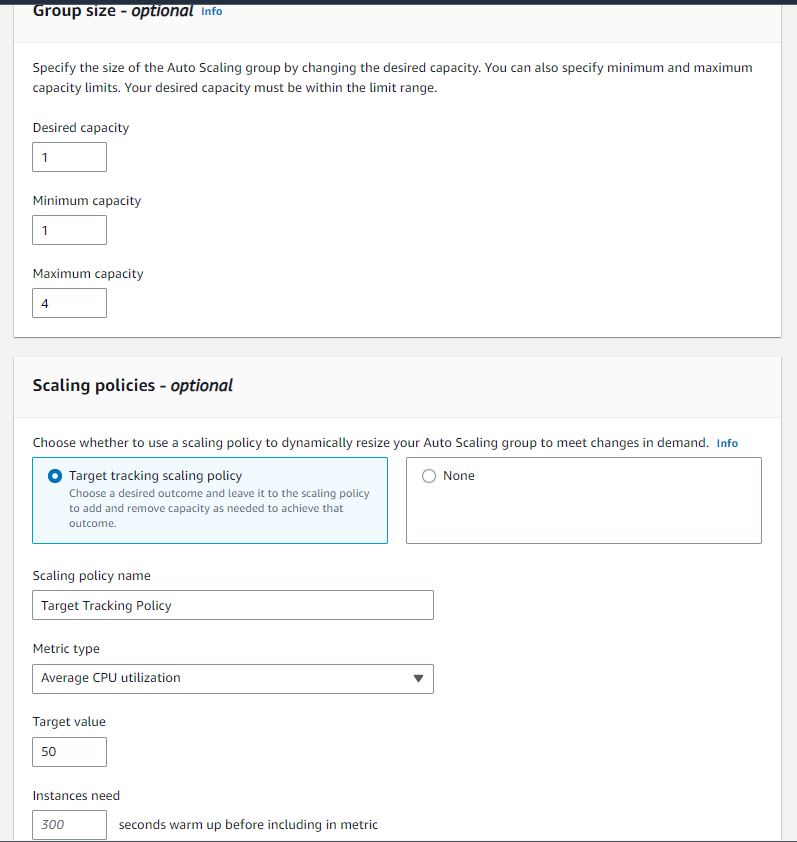 Group size - optional Info
Specify the size of the Auto Scaling group by changing the desired capacity. You can also specify minimum and maximum
capacity limits. Your desired capacity must be within the limit range.
Desired capacity
1
Minimum capacity
1
Maximum capacity
4
Scaling policies - optional
Choose whether to use a scaling policy to dynamically resize your Auto Scaling group to meet changes in demand. Info
Target tracking scaling policy
Choose a desired outcome and leave it to the scaling policy
to add and remove capacity as needed to achieve that
outcome.
None
Scaling policy name
Target Tracking Policy
Metric type
Average CPU utilization
Target value
50
Instances need
300 seconds warm up before including in metric